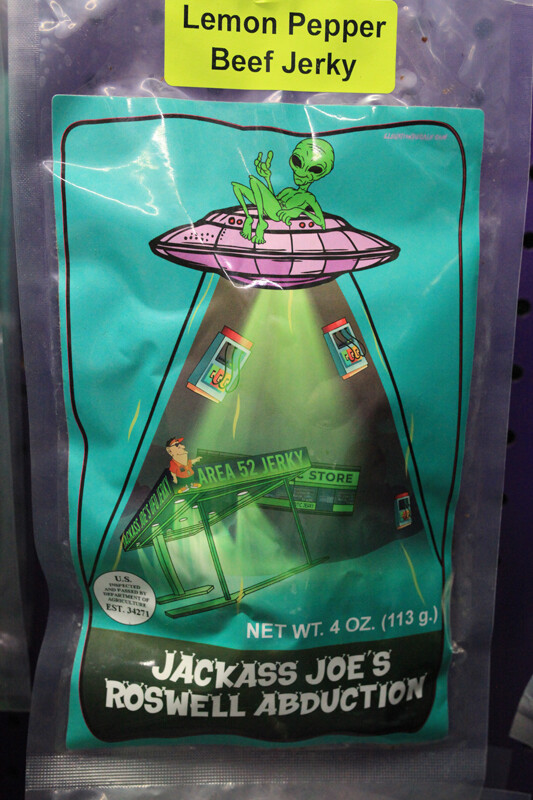 Lemon Pepper
Beef Jerky
AREA 52 JERKY
STORE
U.S.
INSPECTED
AND PASSED BY
DEPARTMENT OF
AGRICULTURE
EST. 34271
NET WT. 4 OZ. (113 g.)
JACKASS JOE'S
ROSWELL ABDUCTION